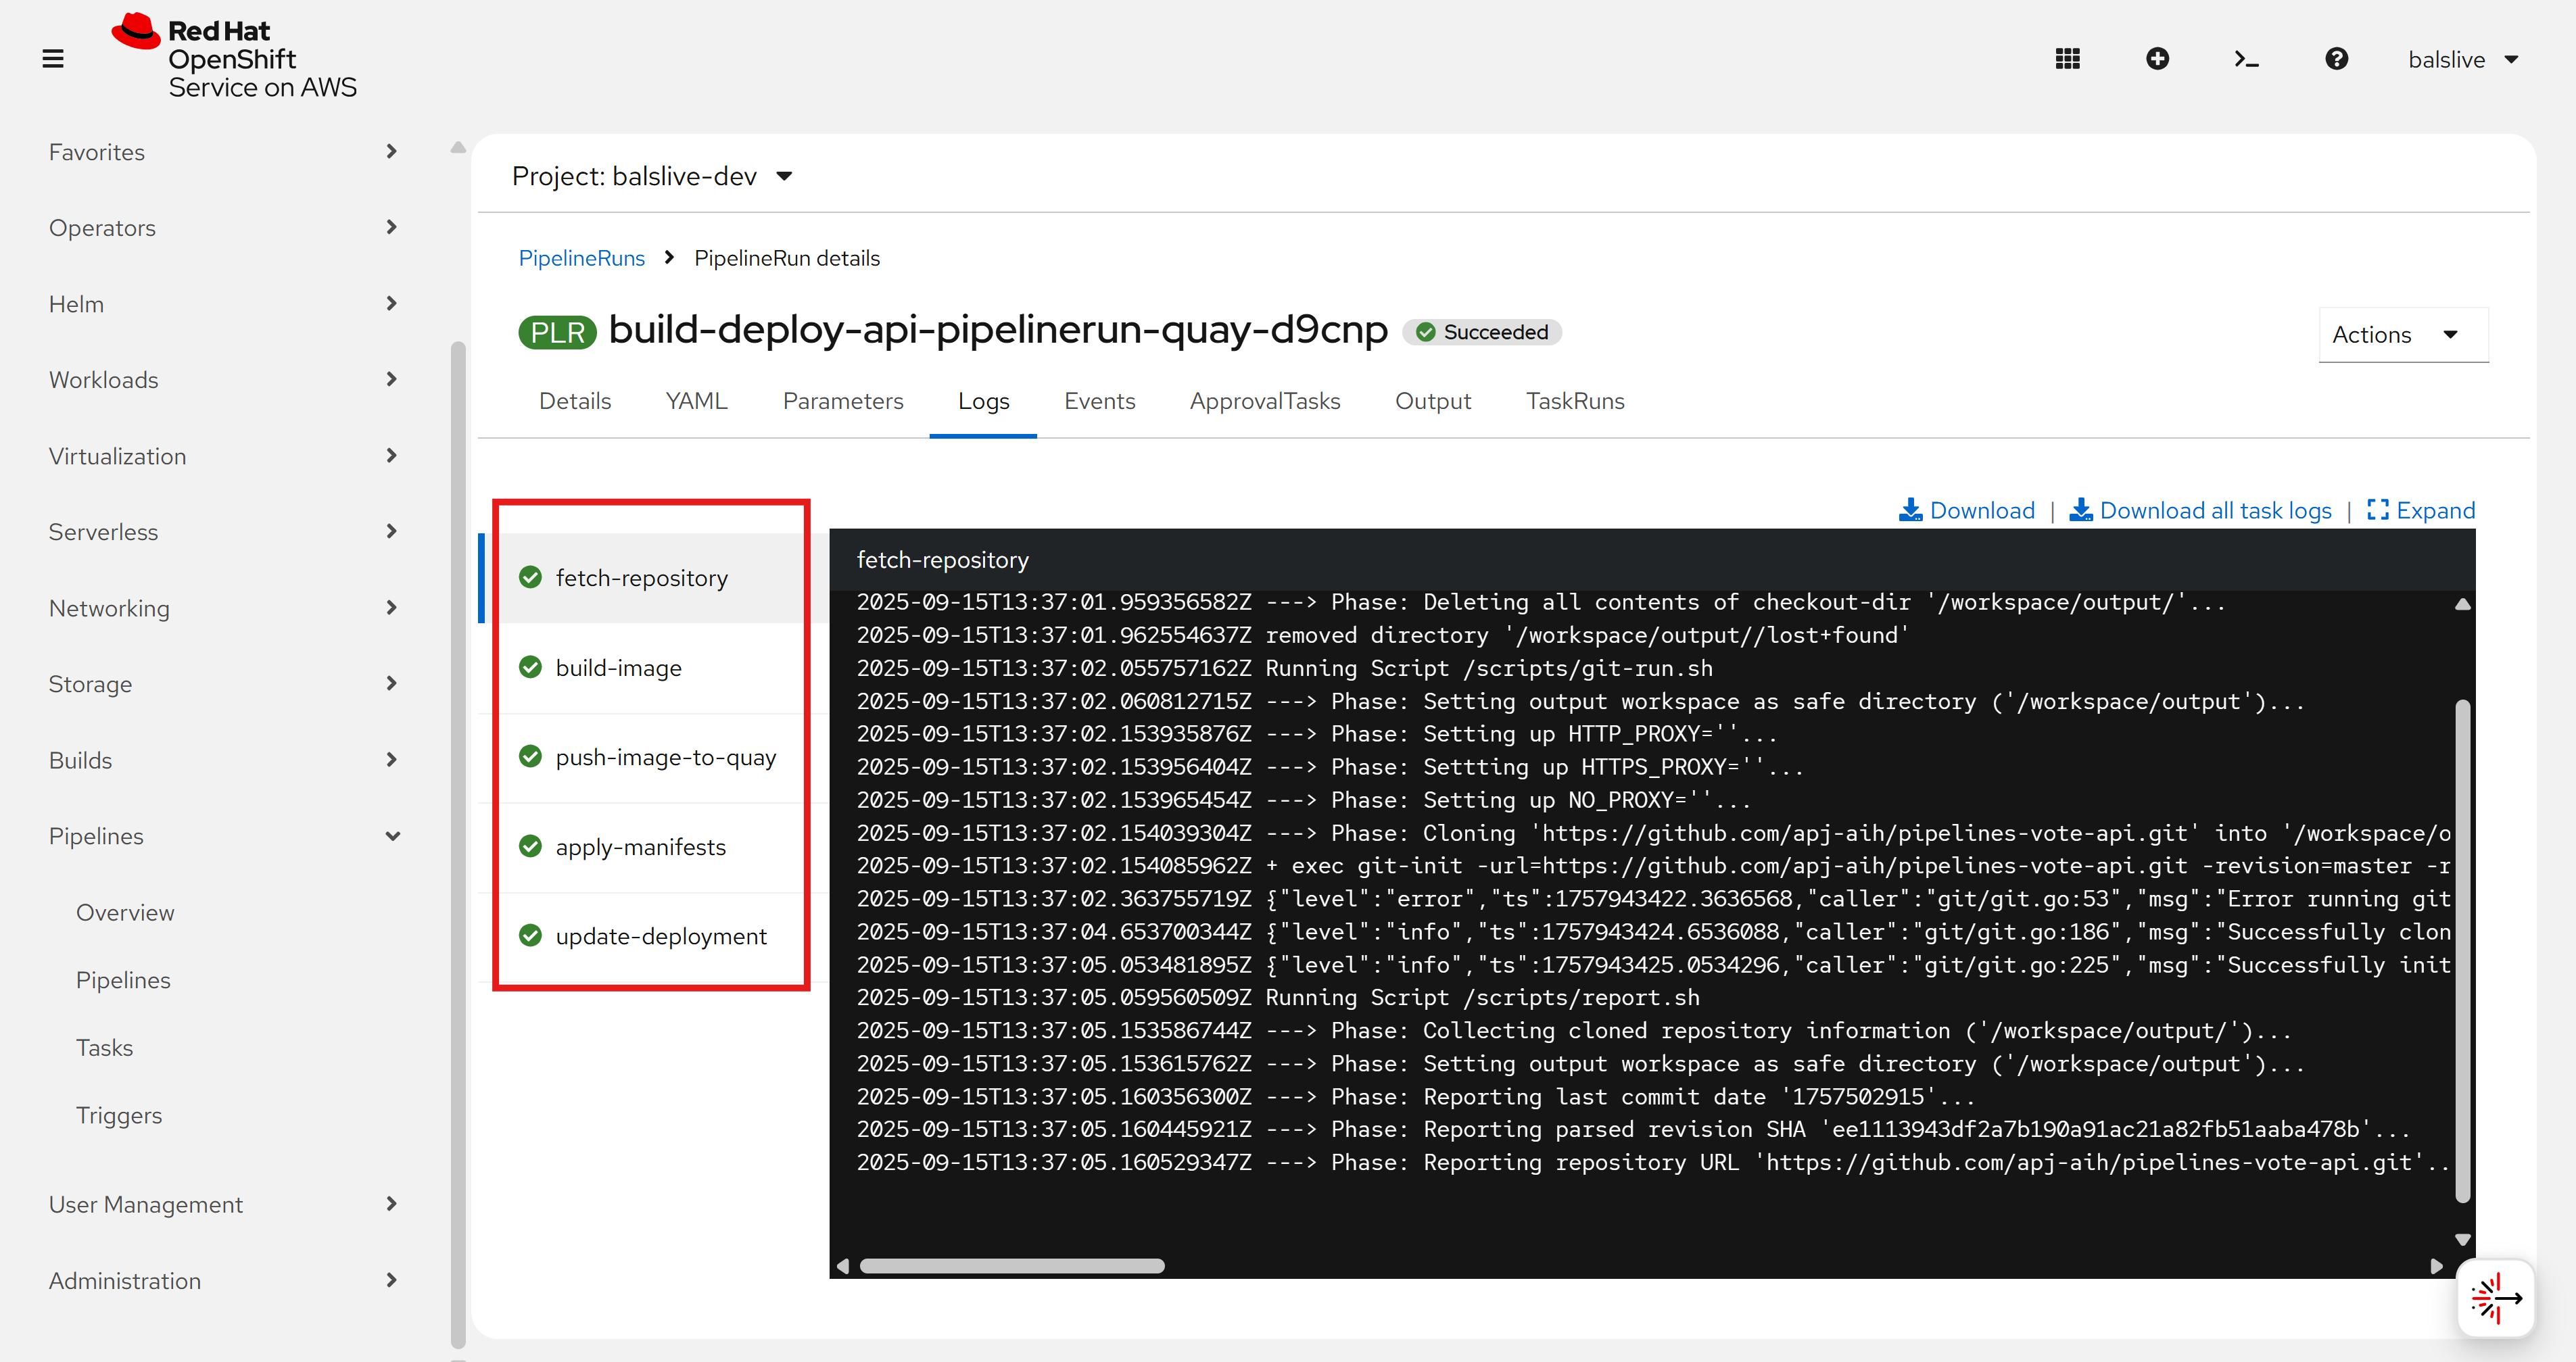 Red Hat
OpenShift
Service on AWS
balslive
Favorites
Operators
Helm
Workloads
Virtualization
Serverless
Networking
Storage
Builds
Pipelines
Overview
Pipelines
Tasks
Triggers
User Management
Administration
Project: balslive-dev
PipelineRuns > PipelineRun details
PLR build-deploy-api-pipelinerun-quay-d9cnp Succeeded
Actions
Details YAML Parameters Logs Events ApprovalTasks Output TaskRuns
Download | Download all task logs | Expand
fetch-repository
build-image
push-image-to-quay
apply-manifests
update-deployment
fetch-repository
2025-09-15T13:37:01.959356582Z ---> Phase: Deleting all contents of checkout-dir '/workspace/output/'...
2025-09-15T13:37:01.962554637Z removed directory '/workspace/output//lost+found'
2025-09-15T13:37:02.055757162Z Running Script /scripts/git-run.sh
2025-09-15T13:37:02.060812715Z ---> Phase: Setting output workspace as safe directory ('/workspace/output')...
2025-09-15T13:37:02.153935876Z ---> Phase: Setting up HTTP_PROXY=''...
2025-09-15T13:37:02.153956404Z ---> Phase: Settting up HTTPS_PROXY=''...
2025-09-15T13:37:02.153965454Z ---> Phase: Setting up NO_PROXY=''...
2025-09-15T13:37:02.154039304Z ---> Phase: Cloning 'https://github.com/apj-aih/pipelines-vote-api.git' into '/workspace/o
2025-09-15T13:37:02.154085962Z + exec git-init -url=https://github.com/apj-aih/pipelines-vote-api.git -revision=master -r
2025-09-15T13:37:02.363755719Z {"level":"error","ts":1757943422.3636568,"caller":"git/git.go:53","msg":"Error running git
2025-09-15T13:37:04.653700344Z {"level":"info","ts":1757943424.6536088,"caller":"git/git.go:186","msg":"Successfully clon
2025-09-15T13:37:05.053481895Z {"level":"info","ts":1757943425.0534296,"caller":"git/git.go:225","msg":"Successfully init
2025-09-15T13:37:05.059560509Z Running Script /scripts/report.sh
2025-09-15T13:37:05.153586744Z ---> Phase: Collecting cloned repository information ('/workspace/output/')...
2025-09-15T13:37:05.153615762Z ---> Phase: Setting output workspace as safe directory ('/workspace/output')...
2025-09-15T13:37:05.160356300Z ---> Phase: Reporting last commit date '1757502915'...
2025-09-15T13:37:05.160445921Z ---> Phase: Reporting parsed revision SHA 'ee1113943df2a7b190a91ac21a82fb51aaba478b'...
2025-09-15T13:37:05.160529347Z ---> Phase: Reporting repository URL 'https://github.com/apj-aih/pipelines-vote-api.git'..